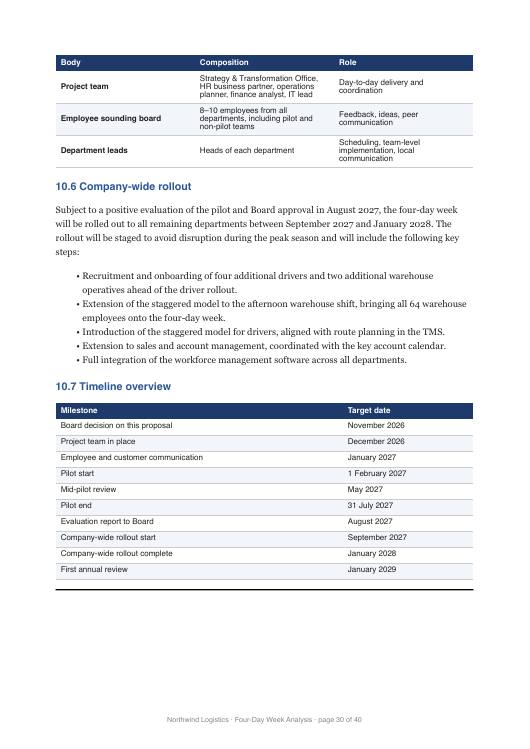 Body Composition Role
Project team
Strategy & Transformation Office,
HR business partner, operations
planner, finance analyst, IT lead
Day-to-day delivery and
coordination
Employee sounding board
8–10 employees from all
departments, including pilot and
non-pilot teams
Feedback, ideas, peer
communication
Department leads
Heads of each department
Scheduling, team-level
implementation, local
communication
10.6 Company-wide rollout
Subject to a positive evaluation of the pilot and Board approval in August 2027, the four-day week
will be rolled out to all remaining departments between September 2027 and January 2028. The
rollout will be staged to avoid disruption during the peak season and will include the following key
steps:
• Recruitment and onboarding of four additional drivers and two additional warehouse
operatives ahead of the driver rollout.
• Extension of the staggered model to the afternoon warehouse shift, bringing all 64 warehouse
employees onto the four-day week.
• Introduction of the staggered model for drivers, aligned with route planning in the TMS.
• Extension to sales and account management, coordinated with the key account calendar.
• Full integration of the workforce management software across all departments.
10.7 Timeline overview
Milestone Target date
Board decision on this proposal November 2026
Project team in place December 2026
Employee and customer communication January 2027
Pilot start 1 February 2027
Mid-pilot review May 2027
Pilot end 31 July 2027
Evaluation report to Board August 2027
Company-wide rollout start September 2027
Company-wide rollout complete January 2028
First annual review January 2029
Northwind Logistics · Four-Day Week Analysis · page 30 of 40